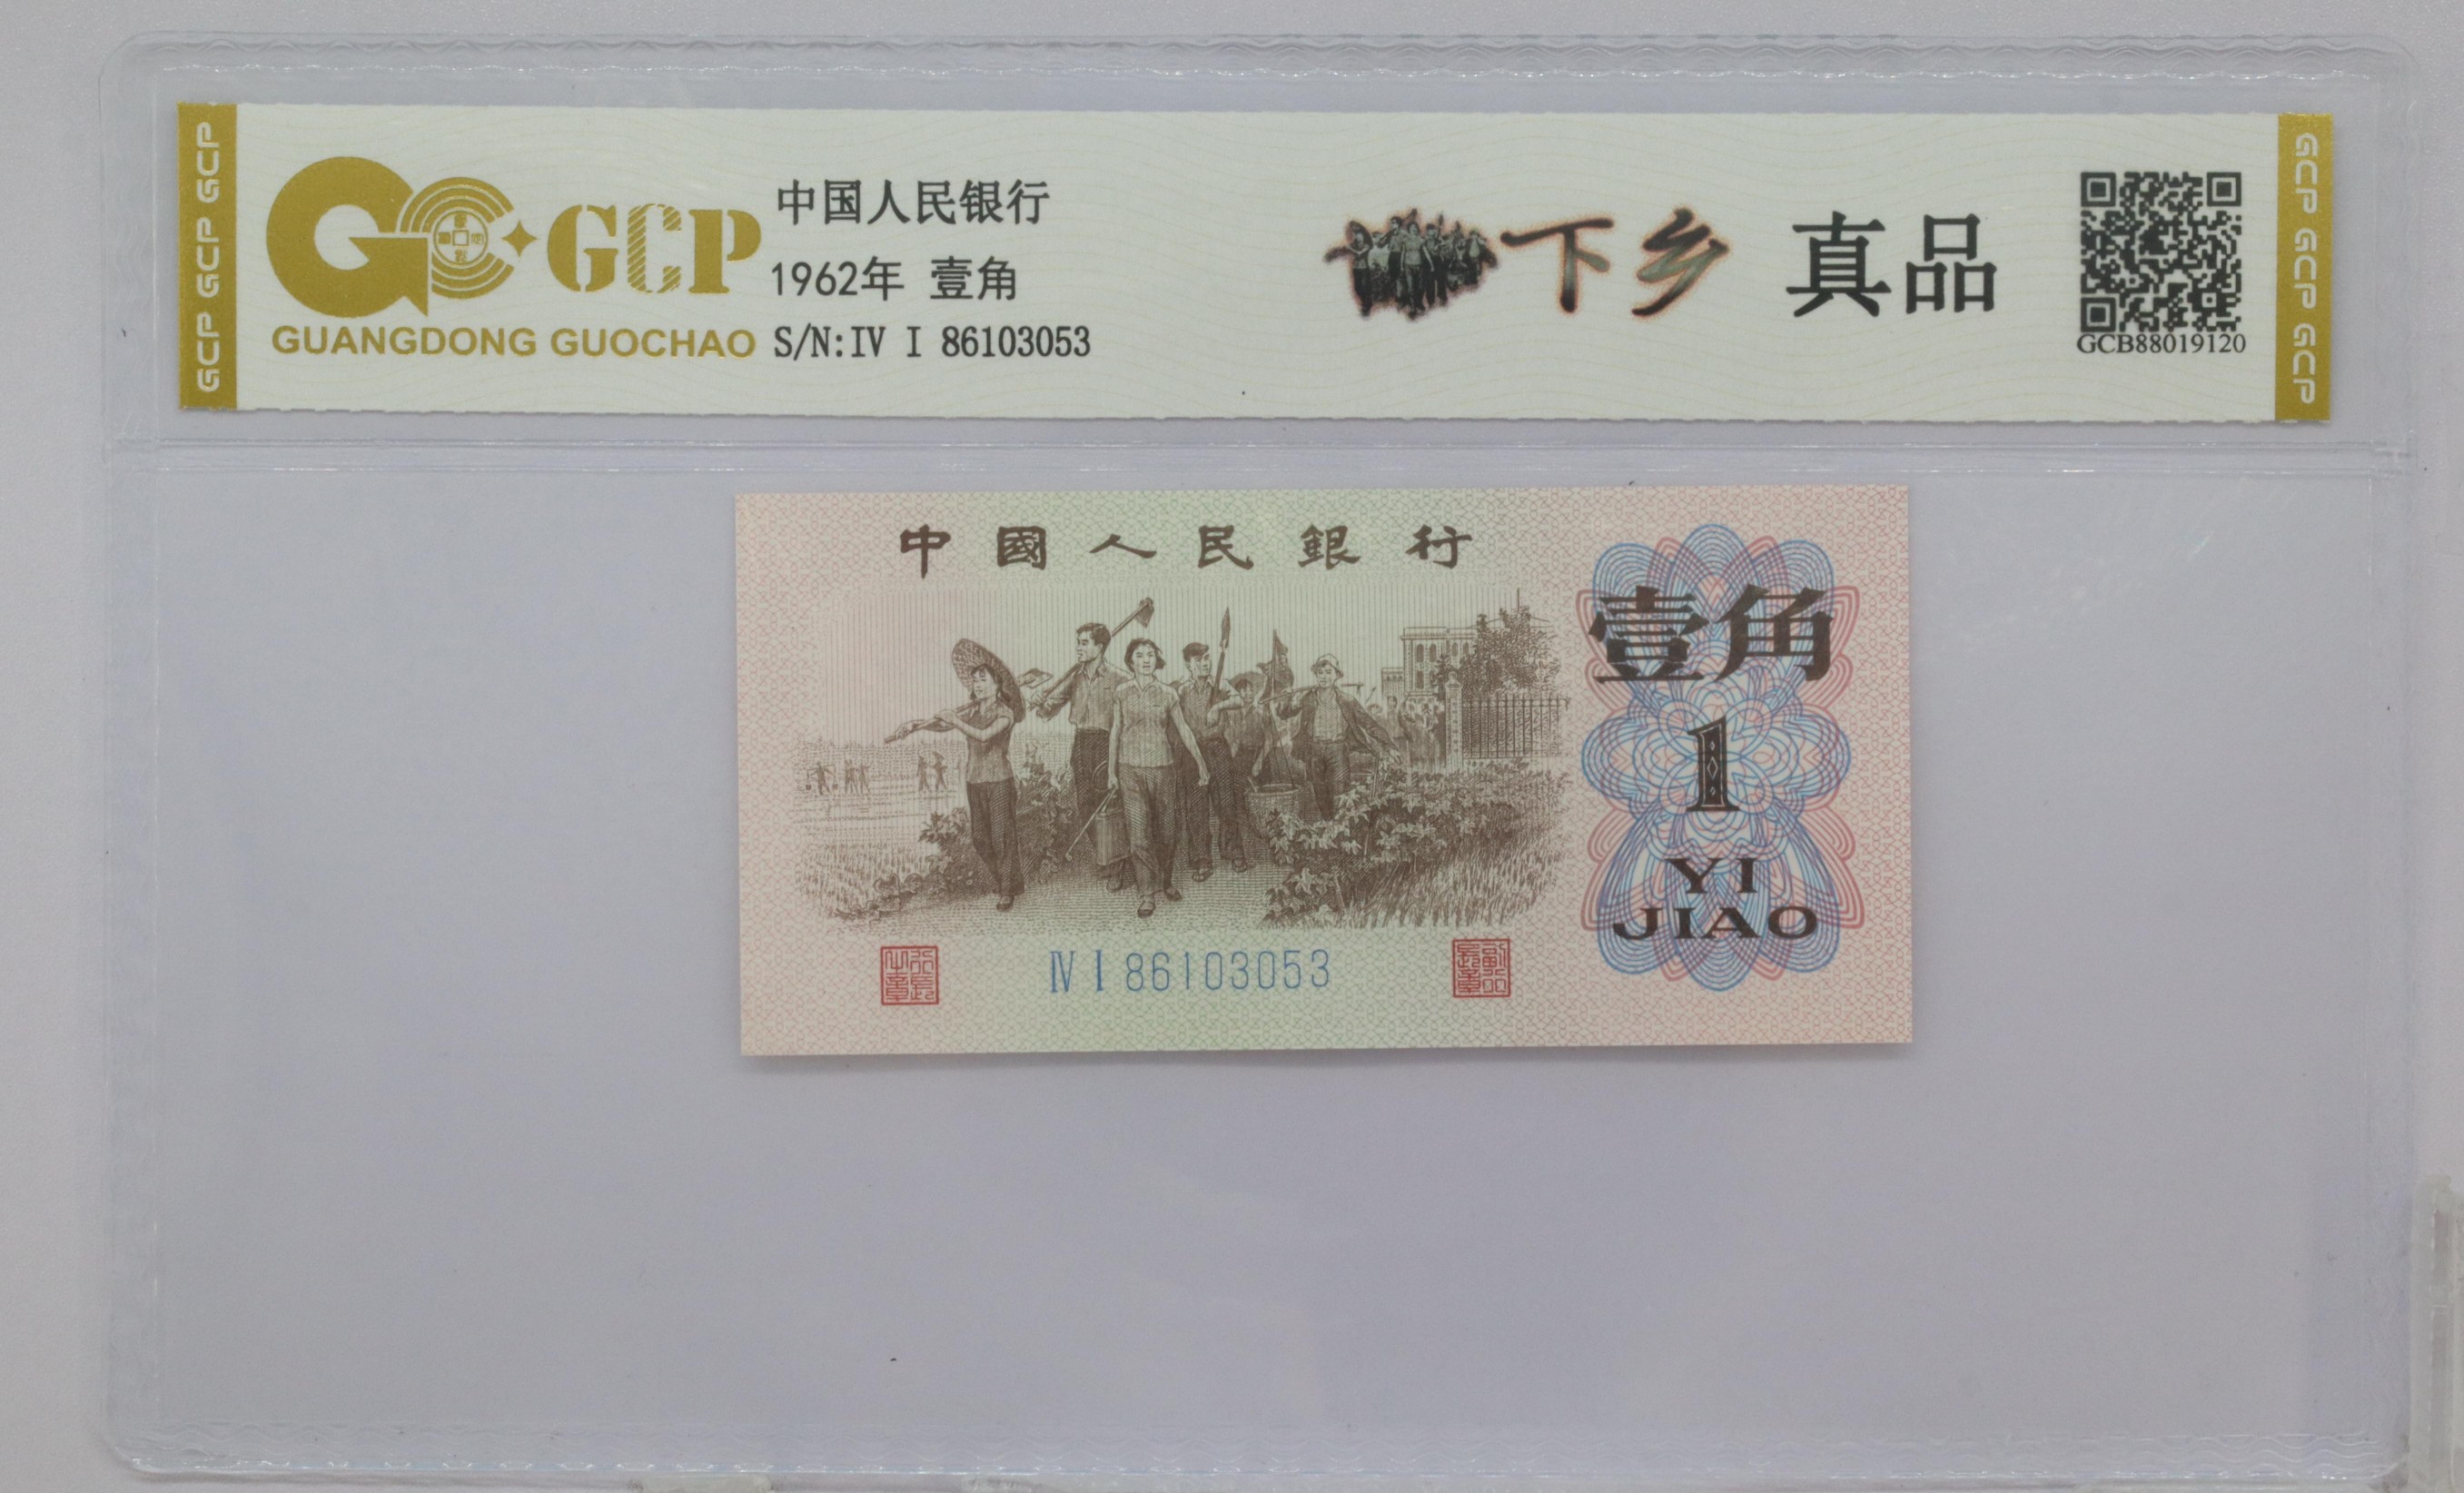 GCP GCP GCP
GCP
GUANGDONG GUOCHAO
中国人民银行
1962年 壹角
S/N:IV I 86103053
下乡 真品
GCB88019120
GCP GCP GCP
中國人民銀行
壹角
1
YI
JIAO
Ⅳ Ⅰ 86103053